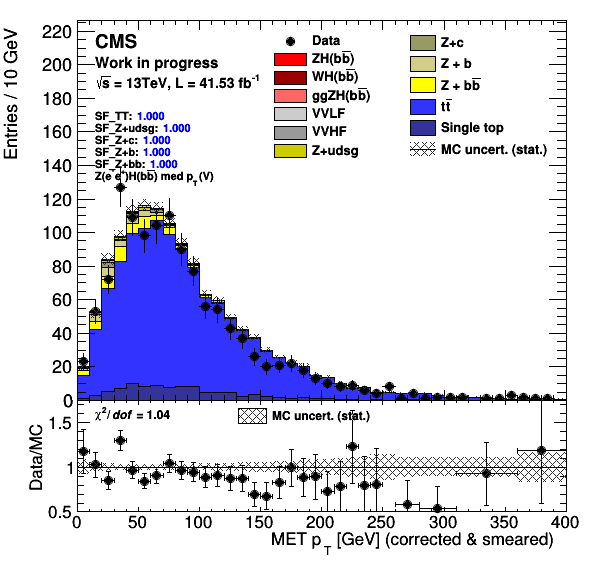 CMS
Work in progress
√s = 13TeV, L = 41.53 fb⁻¹
SF_TT: 1.000
SF_Z+udsg: 1.000
SF_Z+c: 1.000
SF_Z+b: 1.000
SF_Z+bb: 1.000
Z(e⁻e⁺)H(bb̅) med p_T(V)
Data
ZH(bb̅)
WH(bb̅)
ggZH(bb̅)
VVLF
VVHF
Z+udsg
Z+c
Z + b
Z + bb̅
tt̅
Single top
MC uncert. (stat.)
Entries / 10 GeV
220
200
180
160
140
120
100
80
60
40
20
0
χ²/dof = 1.04
MC uncert. (stat.)
Data/MC
1.5
1
0.5
0 50 100 150 200 250 300 350 400
MET p_T [GeV] (corrected & smeared)